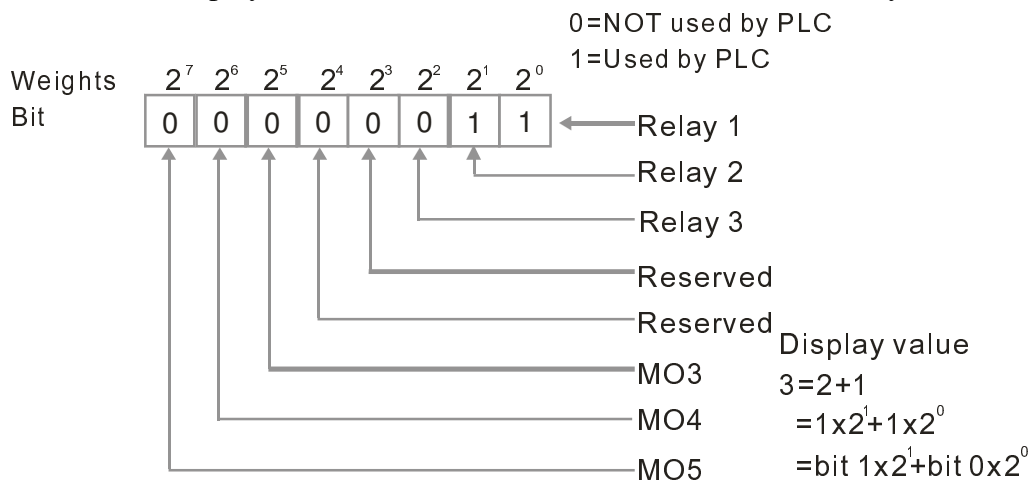 0=NOT used by PLC
1=Used by PLC
Weights 2⁷ 2⁶ 2⁵ 2⁴ 2³ 2² 2¹ 2⁰
Bit 0 0 0 0 0 0 1 1
Relay 1
Relay 2
Relay 3
Reserved
Reserved
MO3
MO4
MO5
Display value
3=2+1
=1x2¹+1x2⁰
=bit 1x2¹+bit 0x2⁰